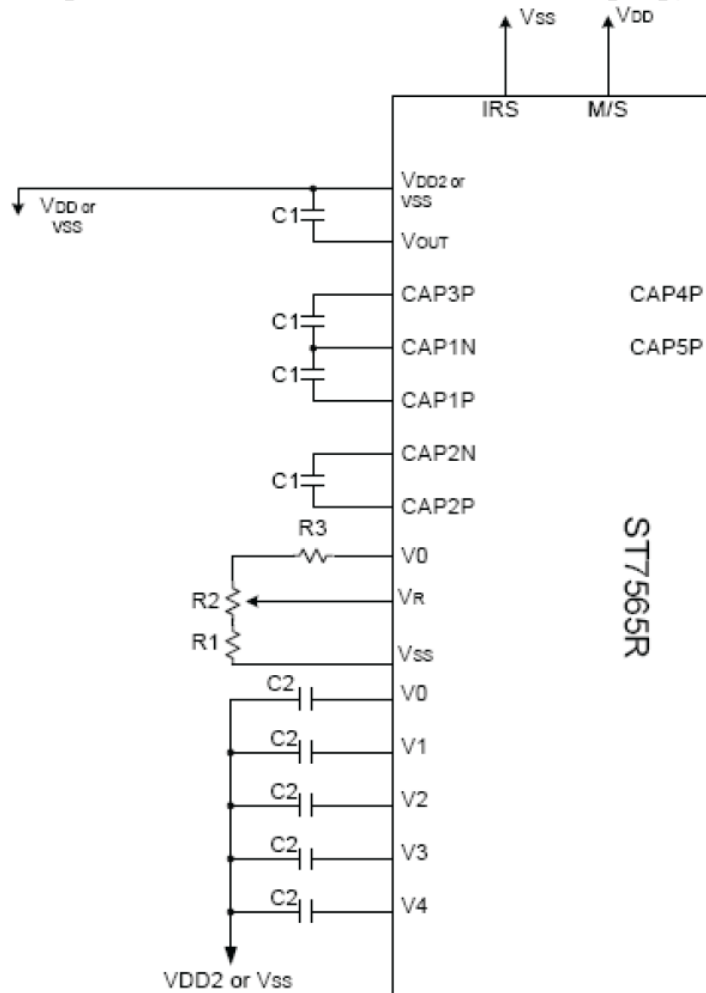 VSS VDD
IRS M/S
VDD2 or
VSS
VDD or
VSS
C1
VOUT
CAP3P CAP4P
C1
CAP1N CAP5P
C1
CAP1P
CAP2N
C1
CAP2P
R3
V0
R2 VR
R1
VSS
ST7565R
C2 V0
C2 V1
C2 V2
C2 V3
C2 V4
VDD2 or VSS